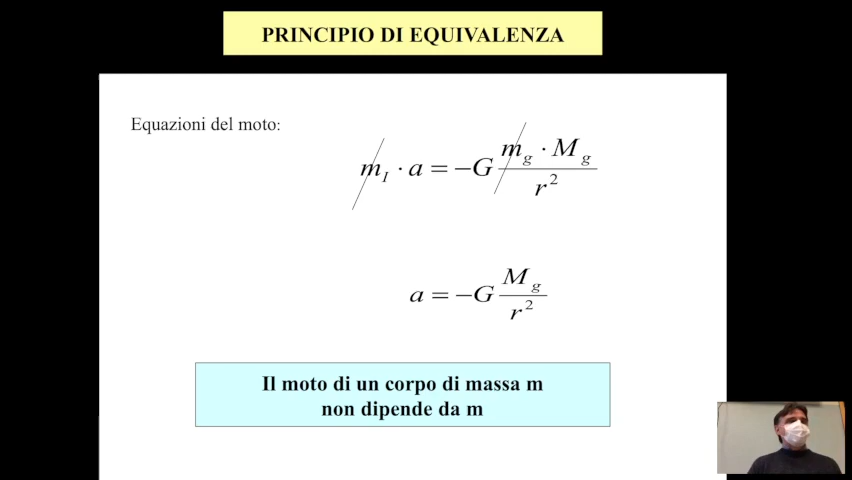 PRINCIPIO DI EQUIVALENZA
Equazioni del moto:
m_I · a = −G (m_g · M_g) / r²
a = −G M_g / r²
Il moto di un corpo di massa m
non dipende da m